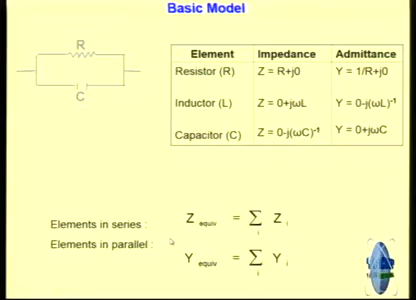 Basic Model
R
C
Element Impedance Admittance
Resistor (R) Z = R+j0 Y = 1/R+j0
Inductor (L) Z = 0+jωL Y = 0-j(ωL)⁻¹
Capacitor (C) Z = 0-j(ωC)⁻¹ Y = 0+jωC
Elements in series : Z equiv = ∑ i Z i
Elements in parallel : Y equiv = ∑ i Y i